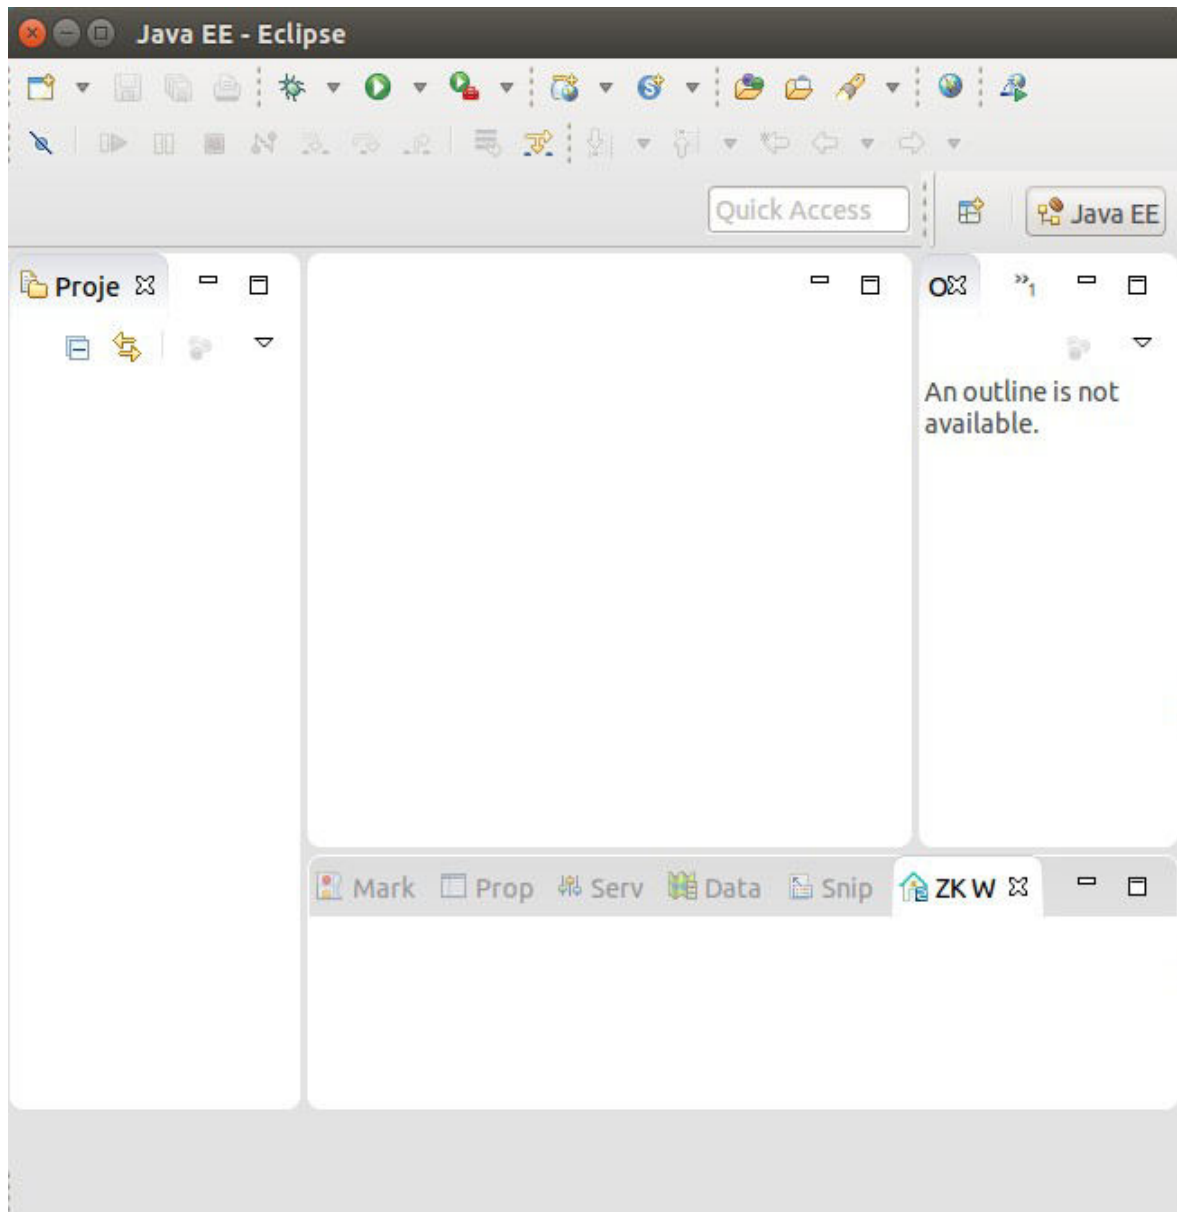 Java EE - Eclipse
Quick Access
Java EE
Proje
O
»1
An outline is not
available.
Mark Prop Serv Data Snip ZK W